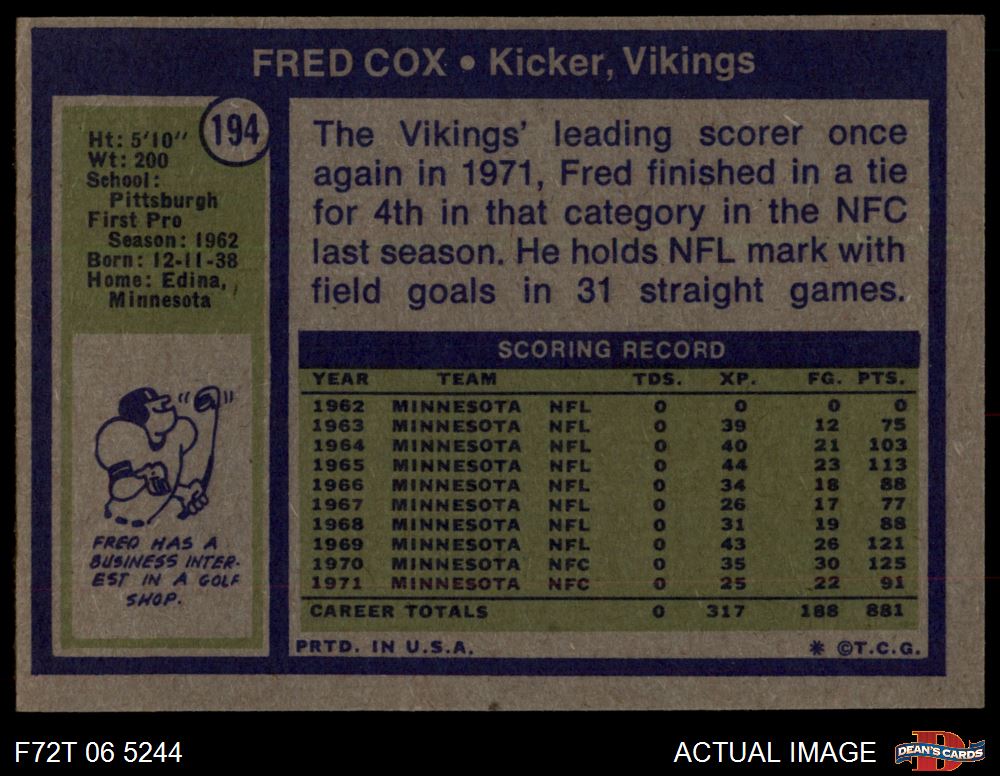 FRED COX • Kicker, Vikings
194
Ht: 5'10"
Wt: 200
School:
Pittsburgh
First Pro
Season: 1962
Born: 12-11-38
Home: Edina,
Minnesota
FRED HAS A
BUSINESS INTER-
EST IN A GOLF
SHOP.
The Vikings' leading scorer once
again in 1971, Fred finished in a tie
for 4th in that category in the NFC
last season. He holds NFL mark with
field goals in 31 straight games.
SCORING RECORD
YEAR TEAM TDS. XP. FG. PTS.
1962 MINNESOTA NFL 0 0 0 0
1963 MINNESOTA NFL 0 39 12 75
1964 MINNESOTA NFL 0 40 21 103
1965 MINNESOTA NFL 0 44 23 113
1966 MINNESOTA NFL 0 34 18 88
1967 MINNESOTA NFL 0 26 17 77
1968 MINNESOTA NFL 0 31 19 88
1969 MINNESOTA NFL 0 43 26 121
1970 MINNESOTA NFC 0 35 30 125
1971 MINNESOTA NFC 0 25 22 91
CAREER TOTALS 0 317 188 881
PRTD. IN U.S.A. * ©T.C.G.
F72T 06 5244
ACTUAL IMAGE
DEAN'S CARDS